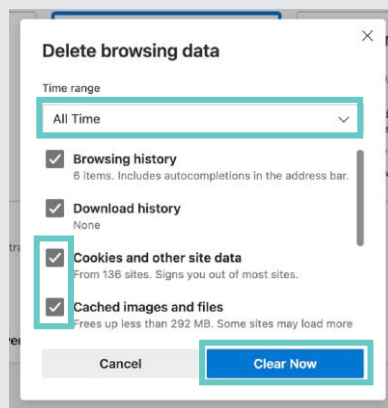 Delete browsing data
Time range
All Time
Browsing history
6 items. Includes autocompletions in the address bar.
Download history
None
Cookies and other site data
From 136 sites. Signs you out of most sites.
Cached images and files
Frees up less than 292 MB. Some sites may load more
Cancel
Clear Now